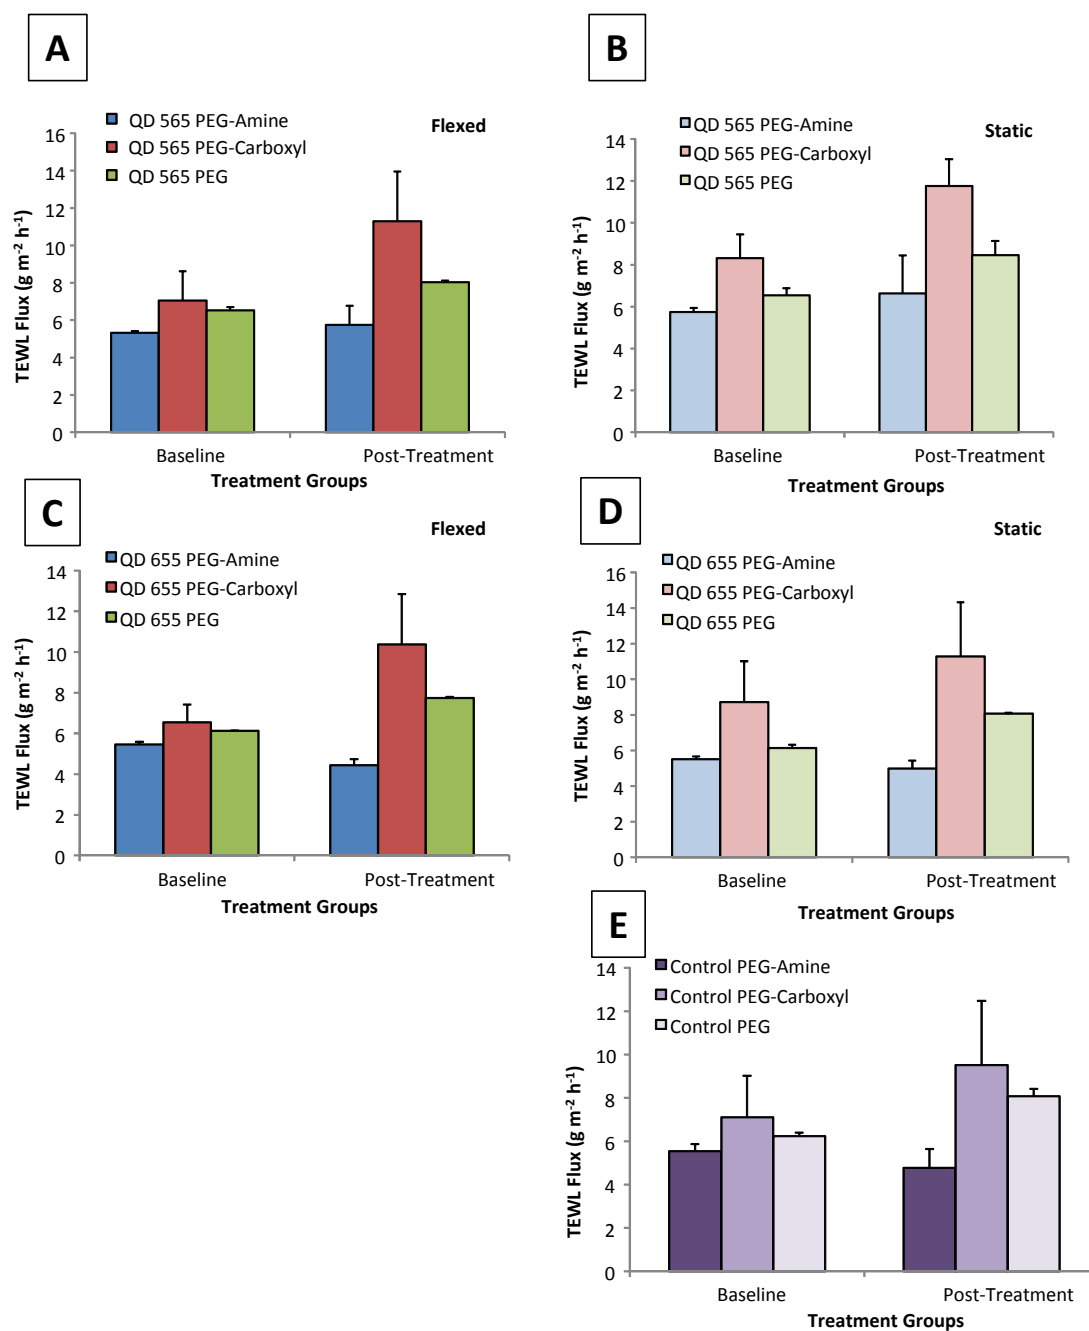 A
QD 565 PEG-Amine
QD 565 PEG-Carboxyl
QD 565 PEG
Flexed
TEWL Flux (g m⁻² h⁻¹)
16
14
12
10
8
6
4
2
0
Baseline
Post-Treatment
Treatment Groups
B
QD 565 PEG-Amine
QD 565 PEG-Carboxyl
QD 565 PEG
Static
TEWL Flux (g m⁻² h⁻¹)
14
12
10
8
6
4
2
0
Baseline
Post-Treatment
Treatment Groups
C
QD 655 PEG-Amine
QD 655 PEG-Carboxyl
QD 655 PEG
Flexed
TEWL Flux (g m⁻² h⁻¹)
14
12
10
8
6
4
2
0
Baseline
Post-Treatment
Treatment Groups
D
QD 655 PEG-Amine
QD 655 PEG-Carboxyl
QD 655 PEG
Static
TEWL Flux (g m⁻² h⁻¹)
16
14
12
10
8
6
4
2
0
Baseline
Post-Treatment
Treatment Groups
E
Control PEG-Amine
Control PEG-Carboxyl
Control PEG
TEWL Flux (g m⁻² h⁻¹)
14
12
10
8
6
4
2
0
Baseline
Post-Treatment
Treatment Groups